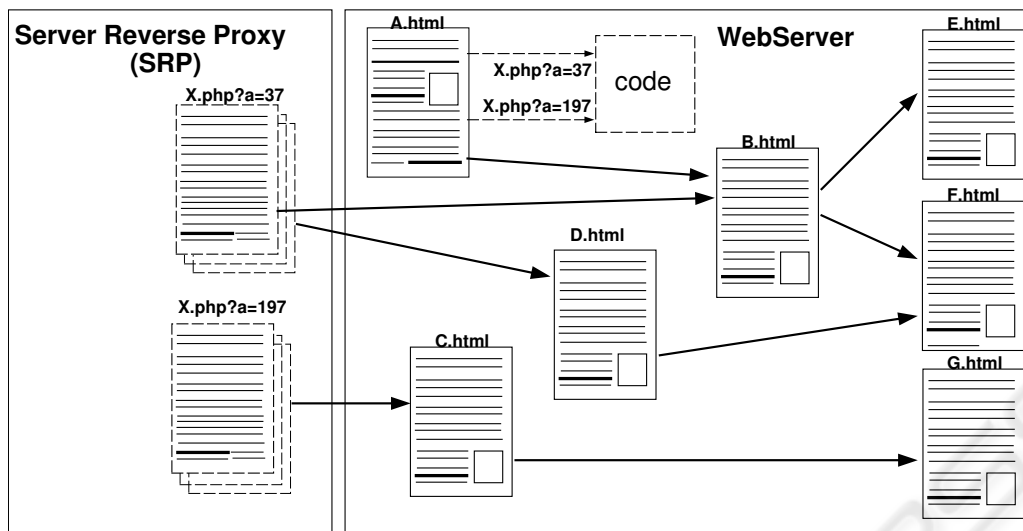 Server Reverse Proxy
(SRP)
X.php?a=37
X.php?a=197
A.html
X.php?a=37
X.php?a=197
code
WebServer
B.html
D.html
C.html
E.html
F.html
G.html